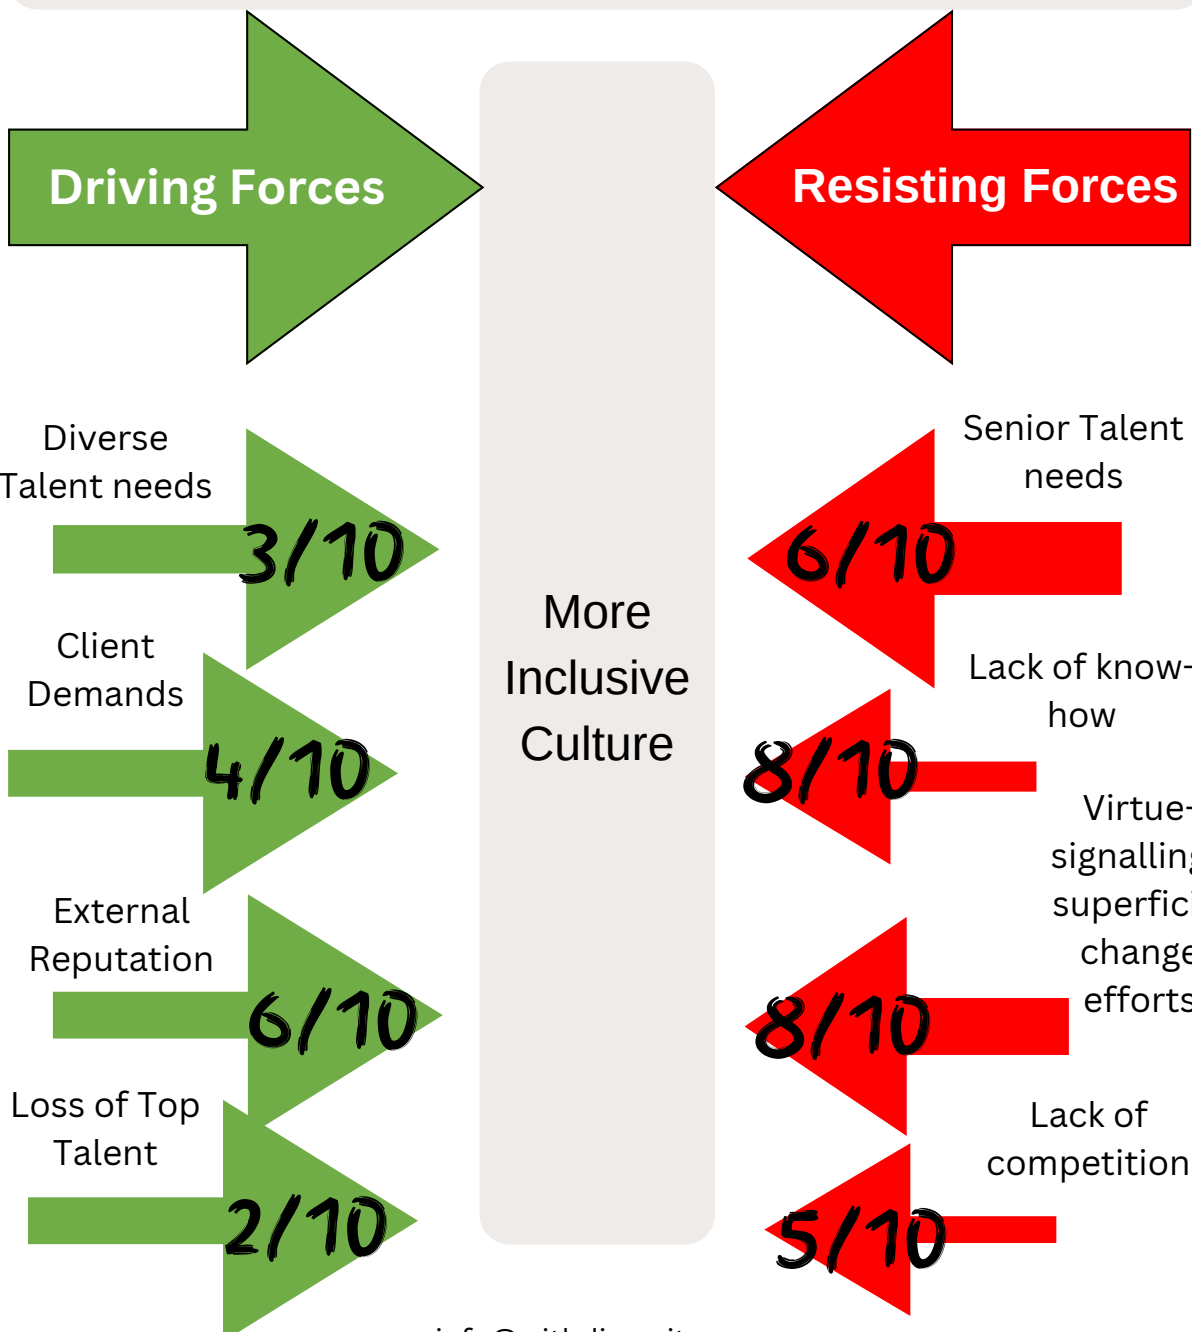 Driving Forces
Resisting Forces
Diverse
Talent needs
3/10
Client
Demands
4/10
External
Reputation
6/10
Loss of Top
Talent
2/10
More
Inclusive
Culture
Senior Talent
needs
6/10
Lack of know-
how
8/10
Virtue-
signalling
superfici
change
efforts
8/10
Lack of
competition
5/10